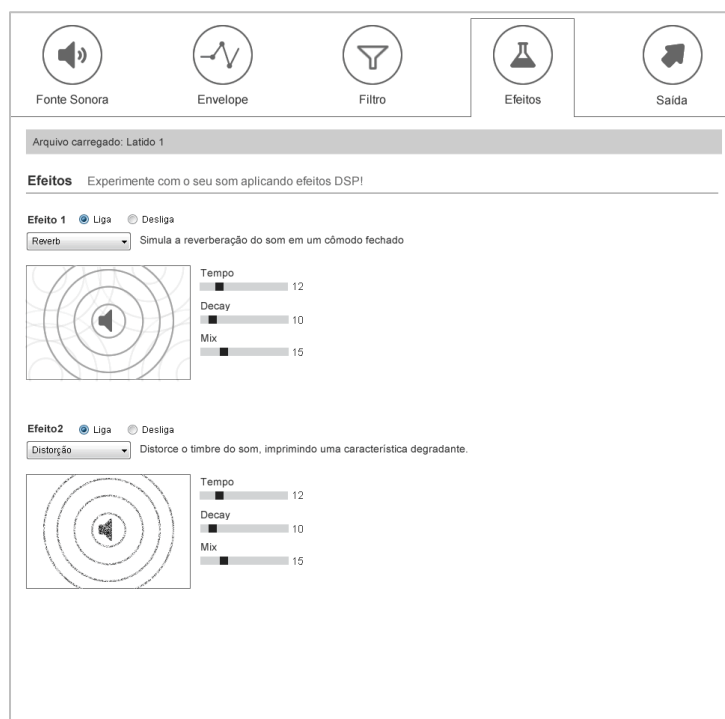 Fonte Sonora Envelope Filtro Efeitos Saída
Arquivo carregado: Latido 1
Efeitos Experimente com o seu som aplicando efeitos DSP!
Efeito 1 Liga Desliga
Reverb Simula a reverberação do som em um cômodo fechado
Tempo
12
Decay
10
Mix
15
Efeito2 Liga Desliga
Distorção Distorce o timbre do som, imprimindo uma característica degradante.
Tempo
12
Decay
10
Mix
15